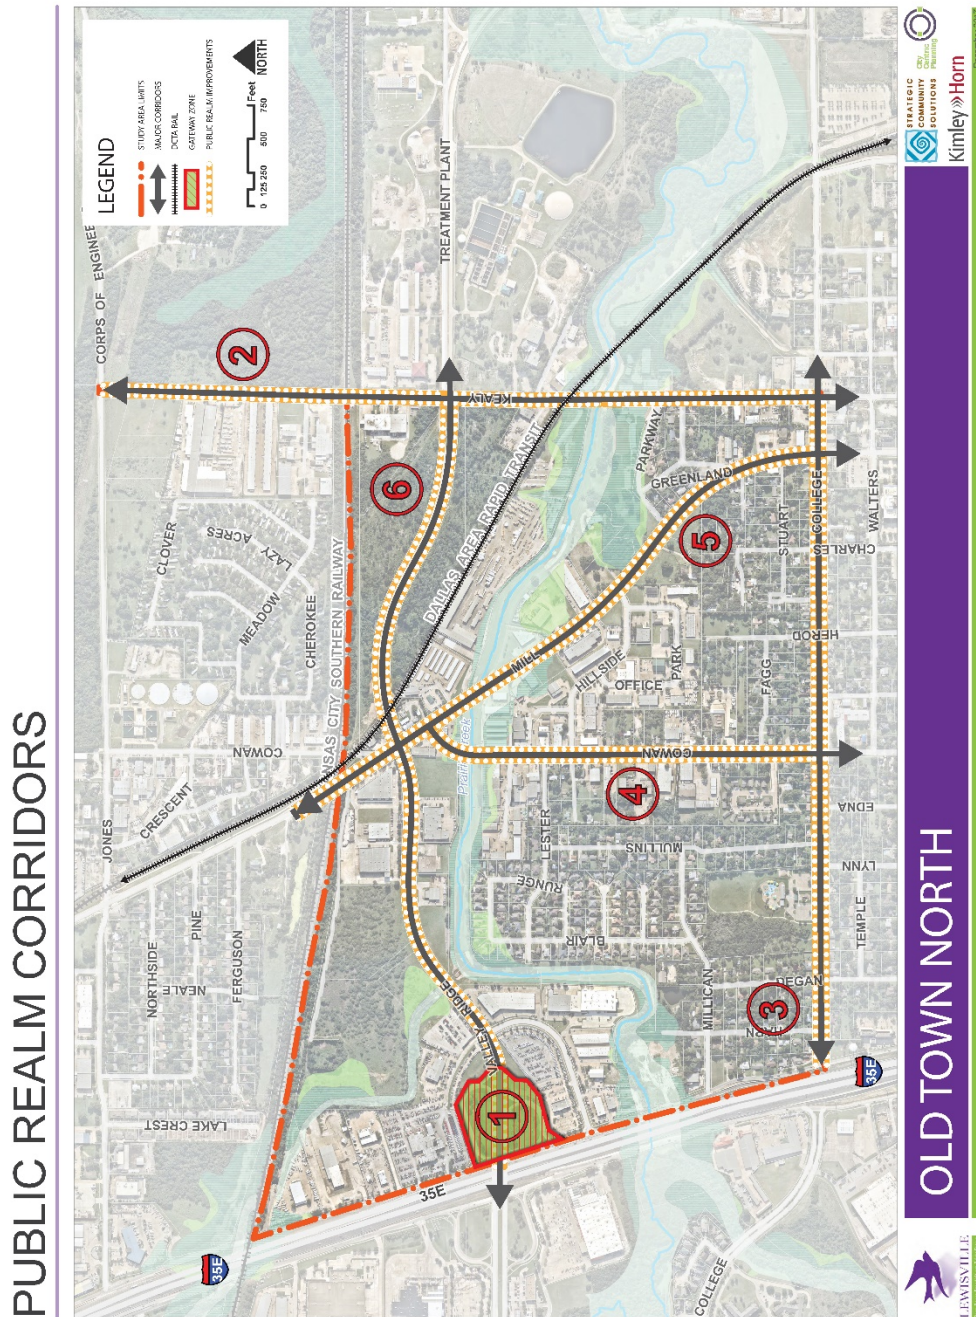 PUBLIC REALM CORRIDORS
LEGEND
STUDY AREA LIMITS
MAJOR CORRIDORS
DCTA RAIL
GATEWAY ZONE
PUBLIC REALM IMPROVEMENTS
0 125 250 500 750
Feet
NORTH
CORPS OF ENGINEE
JONES
CRESCENT
COWAN
CLOVER
LAZY ACRES
MEADOW
CHEROKEE
NORTHSIDE
PINE
NEALE
FERGUSON
LAKE CREST
NSAS CITY SOUTHERN RAILWAY
2
6
TREATMENT PLANT
KEALY
DALLAS AREA RAPID TRANSIT
35E
35E
1
VALLEY RIDGE
MILL
HILLSIDE
OFFICE
PARK
PARKWAY
GREENLAND
5
STUART
COLLEGE
CHARLES
WALTERS
HEROD
FAGG
COWAN
4
LESTER
RUNGE
MULLINS
BLAIR
EDNA
LYNN
TEMPLE
MILLICAN
DEGAN
3
35E
COLLEGE
LEWISVILLE
OLD TOWN NORTH
STRATEGIC
COMMUNITY
SOLUTIONS
Kimley»Horn